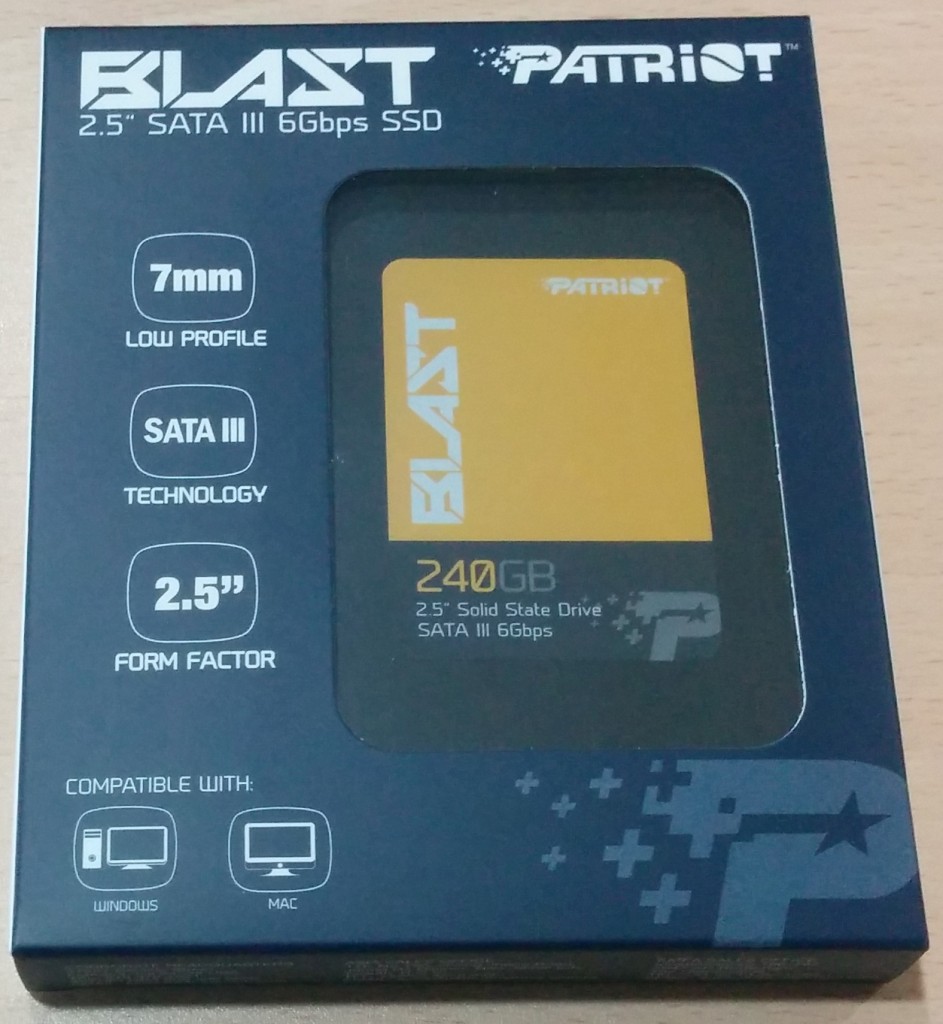 BLAST
PATRIOT™
2.5" SATA III 6Gbps SSD
7mm
LOW PROFILE
SATA III
TECHNOLOGY
2.5”
FORM FACTOR
PATRIOT
BLAST
240GB
2.5" Solid State Drive
SATA III 6Gbps
P
COMPATIBLE WITH:
WINDOWS
MAC
P